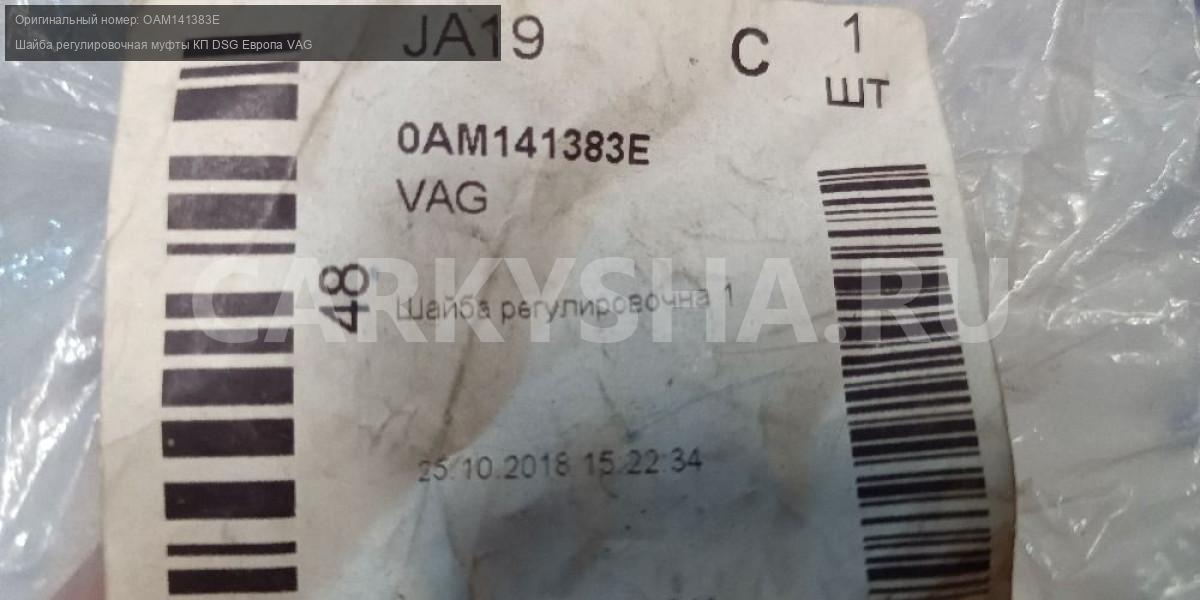 Оригинальный номер: OAM141383E
Шайба регулировочная муфты КП DSG Европа VAG
JA19
C
1
ШТ
0AM141383E
VAG
48
Шайба регулировочна 1
CARKYSHA.RU
25.10.2018 15:22:34